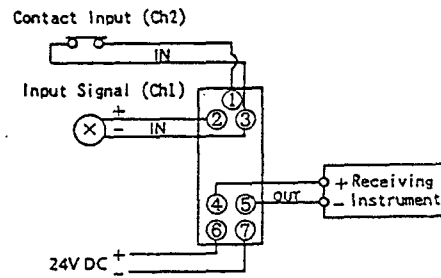 Contact Input (Ch2)
IN
Input Signal (Ch1)
+
- IN
1
2 3
4 5
6 7
OUT
+ Receiving
- Instrument
24V DC +
-